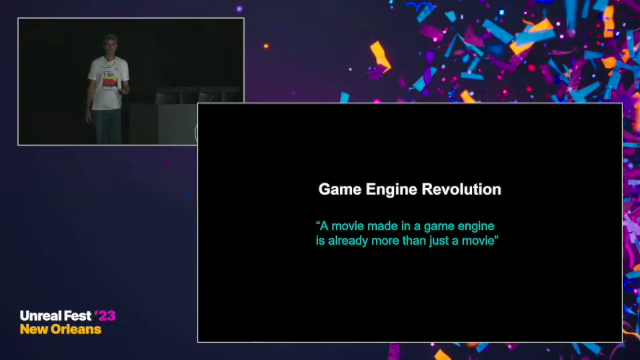 Game Engine Revolution
“A movie made in a game engine
is already more than just a movie”
Unreal Fest ‘23
New Orleans